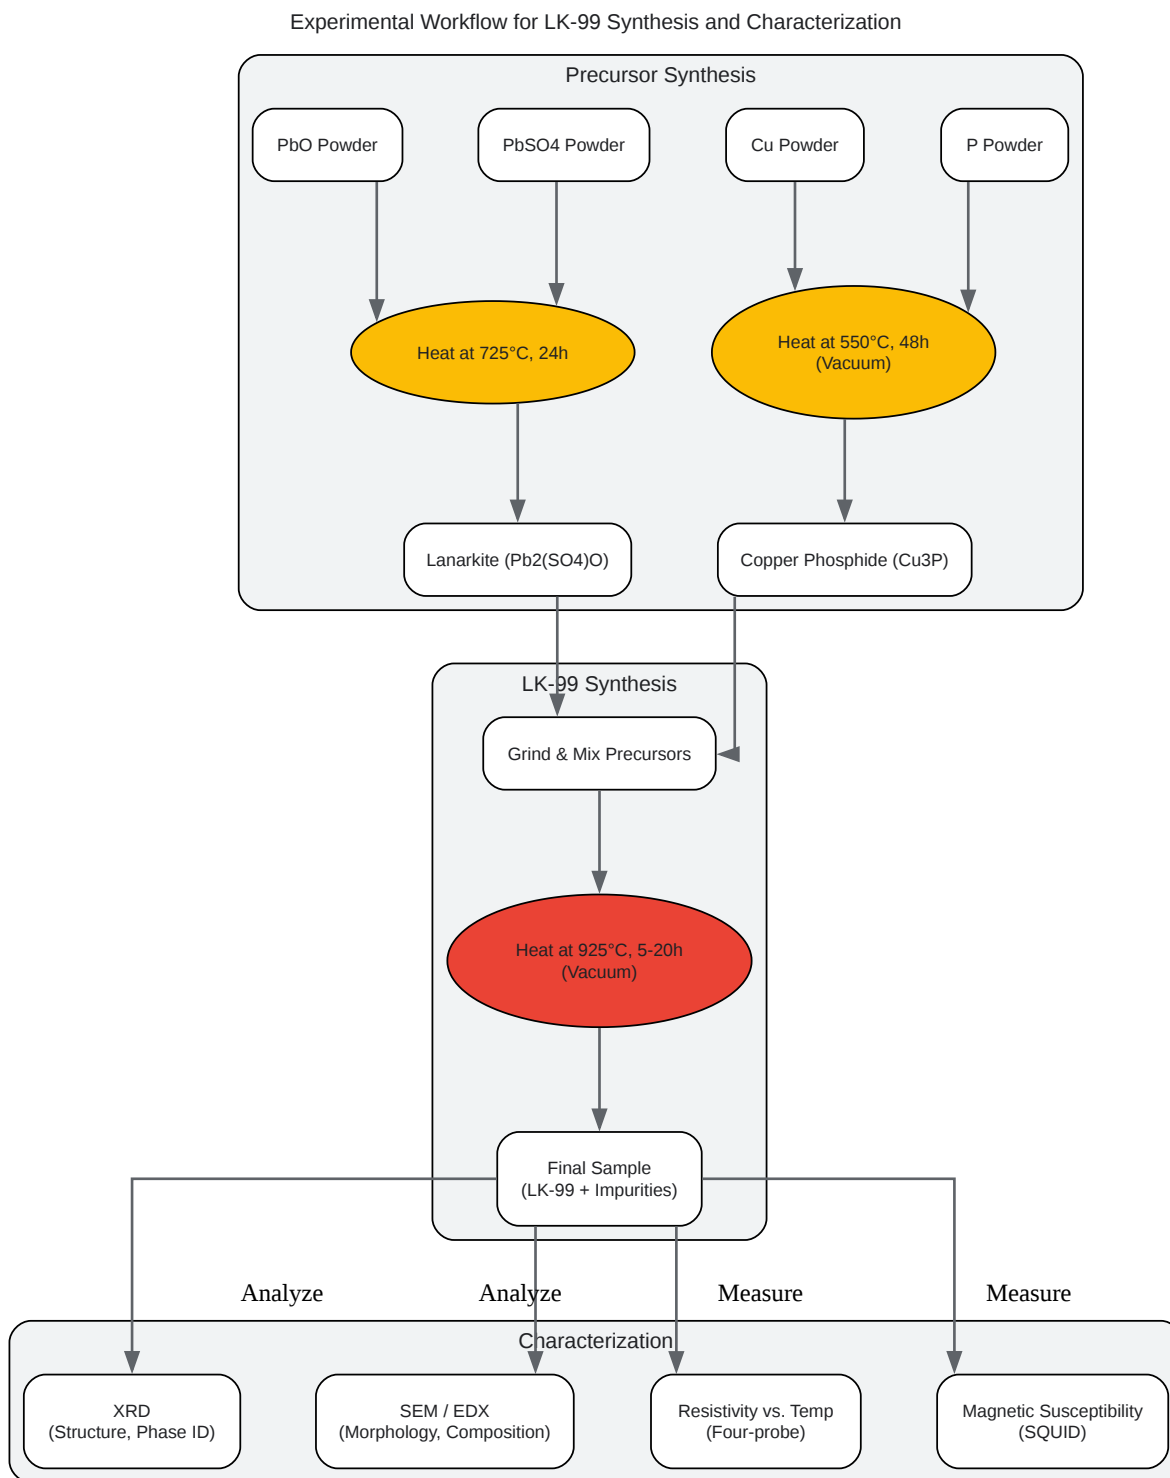 Experimental Workflow for LK-99 Synthesis and Characterization
Precursor Synthesis
PbO Powder
PbSO4 Powder
Cu Powder
P Powder
Heat at 725°C, 24h
Heat at 550°C, 48h
(Vacuum)
Lanarkite (Pb2(SO4)O)
Copper Phosphide (Cu3P)
LK-99 Synthesis
Grind & Mix Precursors
Heat at 925°C, 5-20h
(Vacuum)
Final Sample
(LK-99 + Impurities)
Analyze
Analyze
Measure
Measure
Characterization
XRD
(Structure, Phase ID)
SEM / EDX
(Morphology, Composition)
Resistivity vs. Temp
(Four-probe)
Magnetic Susceptibility
(SQUID)